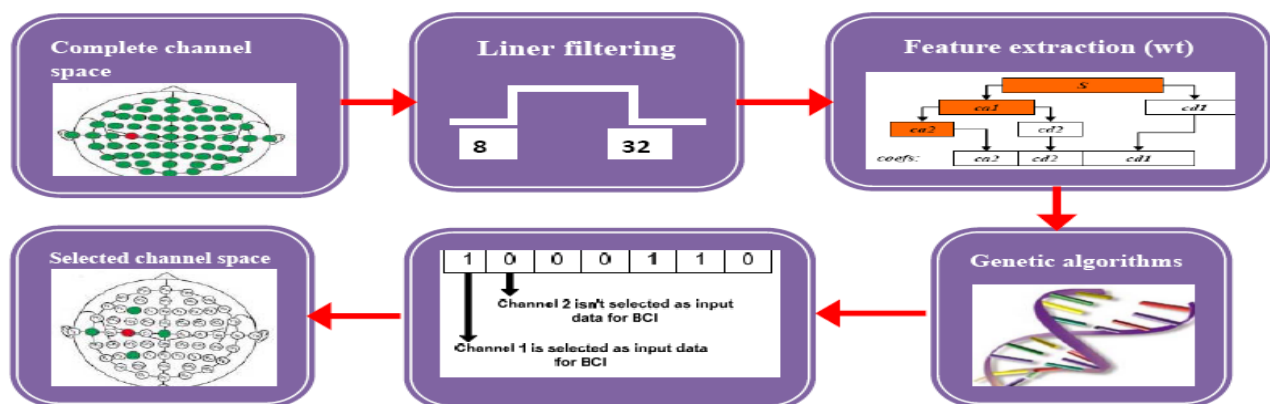 Complete channel
space
Liner filtering
8 32
Feature extraction (wt)
S
ca1 cd1
ca2 cd2
coefs: ca2 cd2 cd1
Genetic algorithms
1 0 0 0 1 1 0
Channel 2 isn't selected as input
data for BCI
Channel 1 is selected as input data
for BCI
Selected channel space